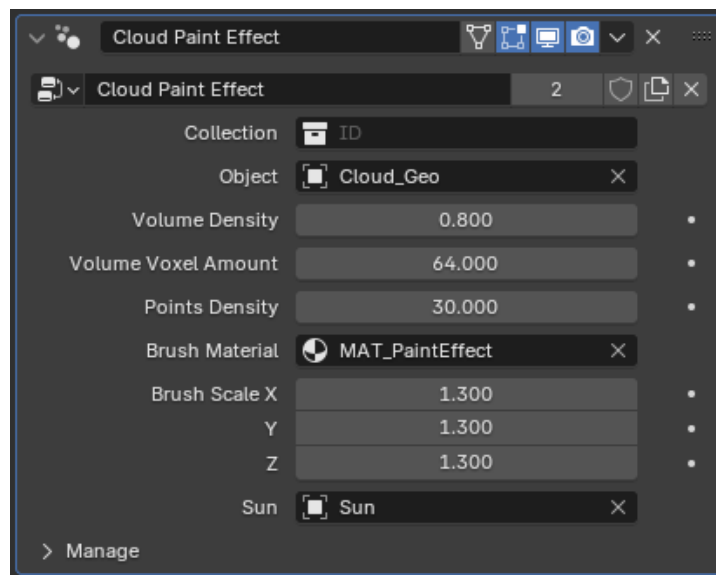 Cloud Paint Effect
Cloud Paint Effect 2
Collection ID
Object Cloud_Geo
Volume Density 0.800
Volume Voxel Amount 64.000
Points Density 30.000
Brush Material MAT_PaintEffect
Brush Scale X 1.300
Y 1.300
Z 1.300
Sun Sun
Manage